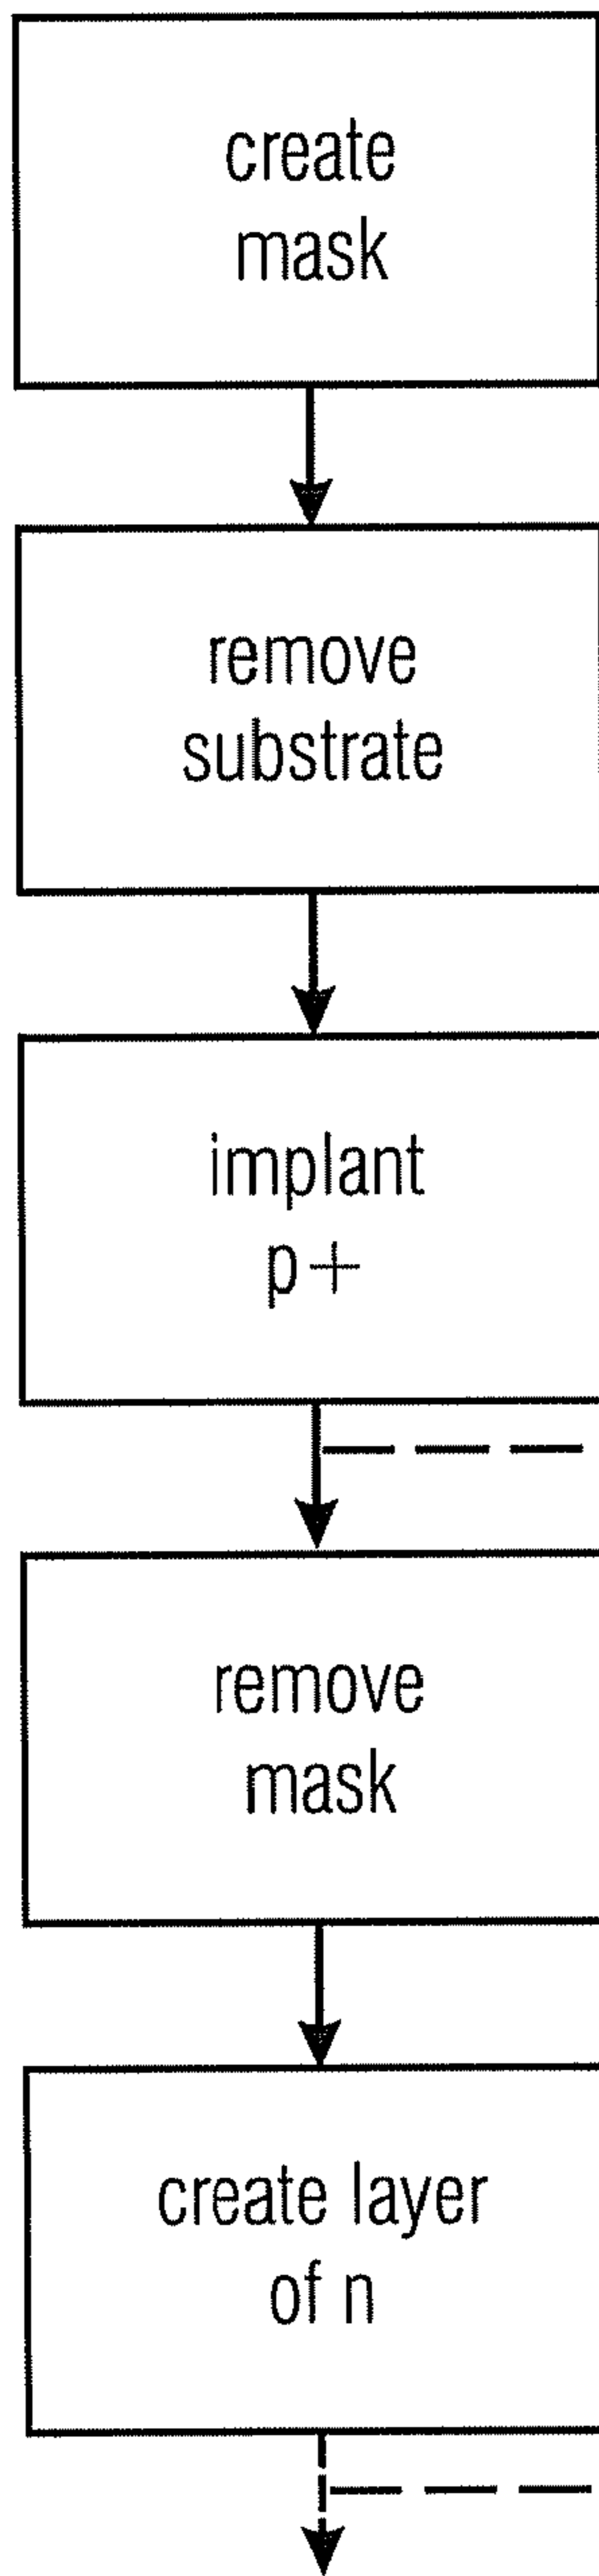 create
mask
remove
substrate
implant
p+
remove
mask
create layer
of n